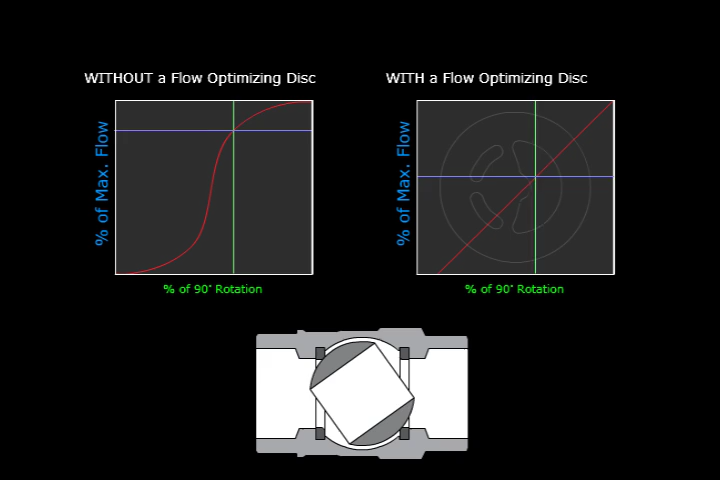 WITHOUT a Flow Optimizing Disc
WITH a Flow Optimizing Disc
% of Max. Flow
% of Max. Flow
% of 90° Rotation
% of 90° Rotation